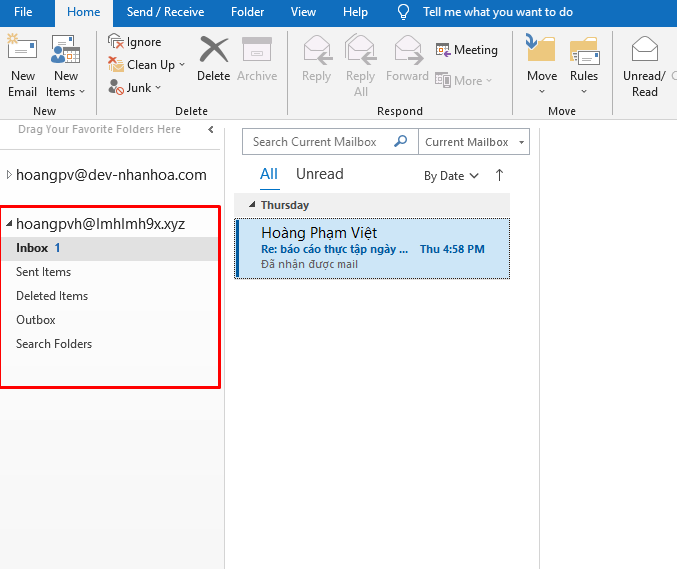 File Home Send / Receive Folder View Help Tell me what you want to do
New Email
New Items
New
Ignore
Clean Up
Junk
Delete
Archive
Delete
Reply
Reply All
Forward
Meeting
More
Respond
Move
Rules
Move
Unread/ Read
Drag Your Favorite Folders Here
hoangpv@dev-nhanhoa.com
hoangpvh@lmhlmh9x.xyz
Inbox 1
Sent Items
Deleted Items
Outbox
Search Folders
Search Current Mailbox
Current Mailbox
All Unread By Date
Thursday
Hoàng Phạm Việt
Re: báo cáo thực tập ngày ... Thu 4:58 PM
Đã nhận được mail